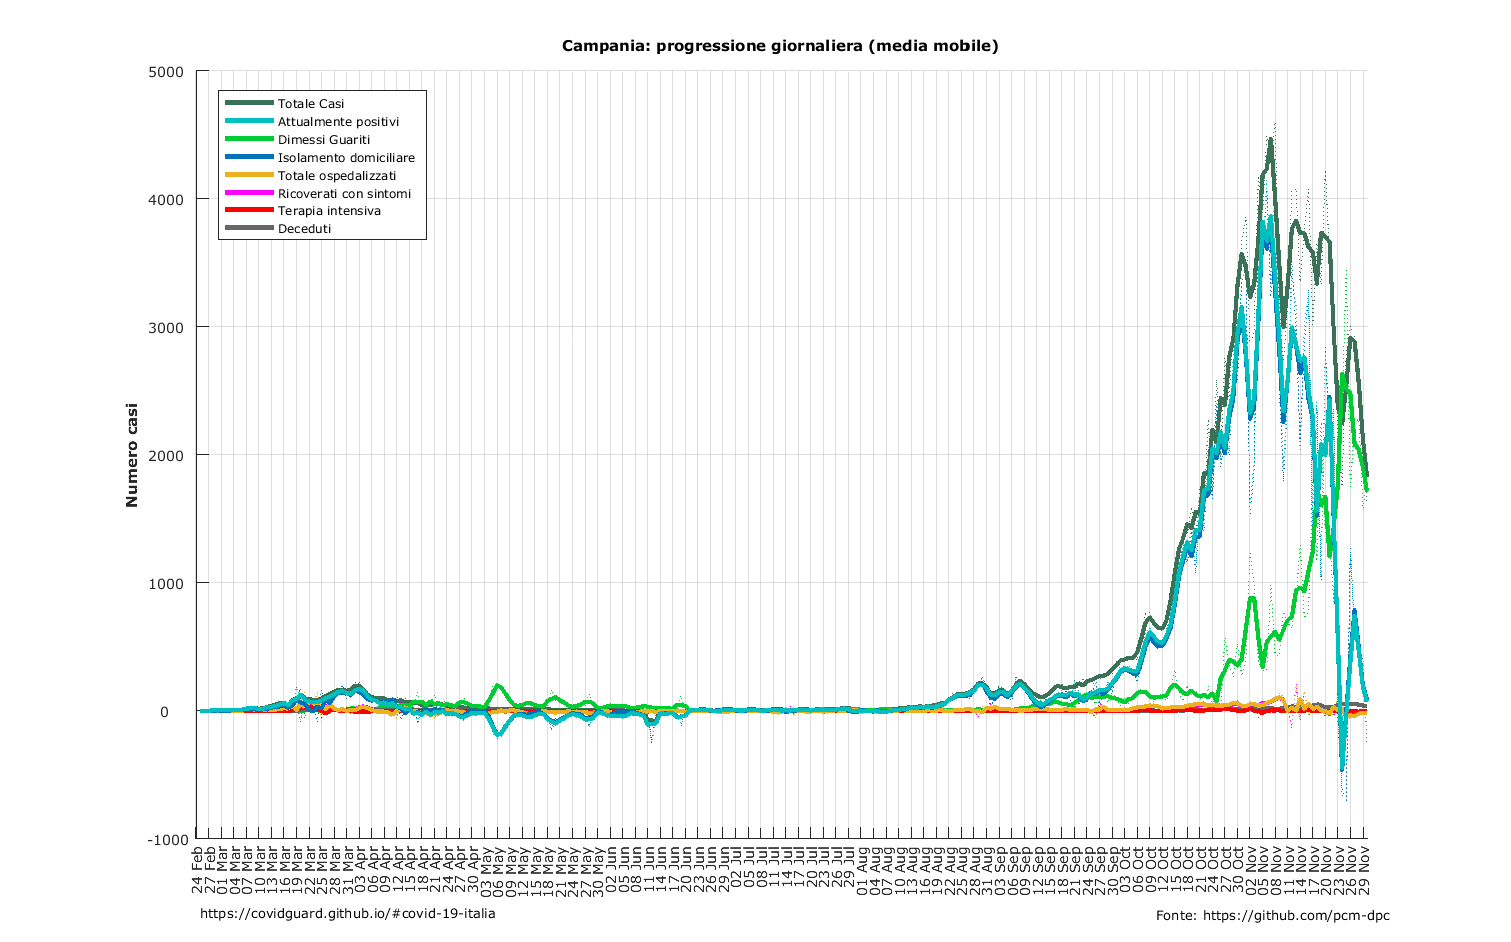 Campania: progressione giornaliera (media mobile)
5000
4000
3000
2000
1000
0
-1000
Numero casi
Totale Casi
Attualmente positivi
Dimessi Guariti
Isolamento domiciliare
Totale ospedalizzati
Ricoverati con sintomi
Terapia intensiva
Deceduti
24 Feb
27 Feb
01 Mar
04 Mar
07 Mar
10 Mar
13 Mar
16 Mar
19 Mar
22 Mar
25 Mar
28 Mar
31 Mar
03 Apr
06 Apr
09 Apr
12 Apr
15 Apr
18 Apr
21 Apr
24 Apr
27 Apr
30 Apr
03 May
06 May
09 May
12 May
15 May
18 May
21 May
24 May
27 May
30 May
02 Jun
05 Jun
08 Jun
11 Jun
14 Jun
17 Jun
20 Jun
23 Jun
26 Jun
29 Jun
02 Jul
05 Jul
08 Jul
11 Jul
14 Jul
17 Jul
20 Jul
23 Jul
26 Jul
29 Jul
01 Aug
04 Aug
07 Aug
10 Aug
13 Aug
16 Aug
19 Aug
22 Aug
25 Aug
28 Aug
31 Aug
03 Sep
06 Sep
09 Sep
12 Sep
15 Sep
18 Sep
21 Sep
24 Sep
27 Sep
30 Sep
03 Oct
06 Oct
09 Oct
12 Oct
15 Oct
18 Oct
21 Oct
24 Oct
27 Oct
30 Oct
02 Nov
05 Nov
08 Nov
11 Nov
14 Nov
17 Nov
20 Nov
23 Nov
26 Nov
29 Nov
https://covidguard.github.io/#covid-19-italia
Fonte: https://github.com/pcm-dpc